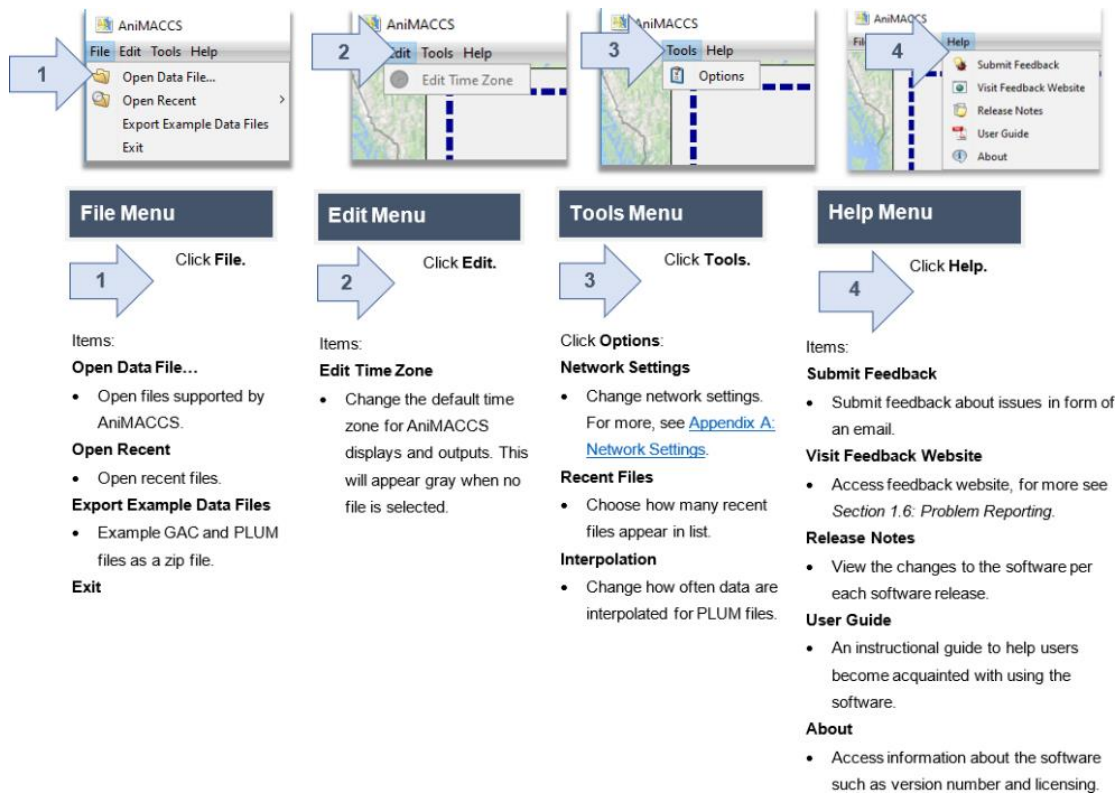 AniMACCS
File Edit Tools Help
1
Open Data File...
Open Recent
Export Example Data Files
Exit
AniMACCS
2
Edit Tools Help
Edit Time Zone
AniMACCS
3
Tools Help
Options
AniMACCS
4
Help
Submit Feedback
Visit Feedback Website
Release Notes
User Guide
About
File Menu
1
Click File.
Items:
Open Data File…
• Open files supported by
AniMACCS.
Open Recent
• Open recent files.
Export Example Data Files
• Example GAC and PLUM
files as a zip file.
Exit
Edit Menu
2
Click Edit.
Items:
Edit Time Zone
• Change the default time
zone for AniMACCS
displays and outputs. This
will appear gray when no
file is selected.
Tools Menu
3
Click Tools.
Click Options:
Network Settings
• Change network settings.
For more, see Appendix A:
Network Settings.
Recent Files
• Choose how many recent
files appear in list.
Interpolation
• Change how often data are
interpolated for PLUM files.
Help Menu
4
Click Help.
Items:
Submit Feedback
• Submit feedback about issues in form of
an email.
Visit Feedback Website
• Access feedback website, for more see
Section 1.6: Problem Reporting.
Release Notes
• View the changes to the software per
each software release.
User Guide
• An instructional guide to help users
become acquainted with using the
software.
About
• Access information about the software
such as version number and licensing.